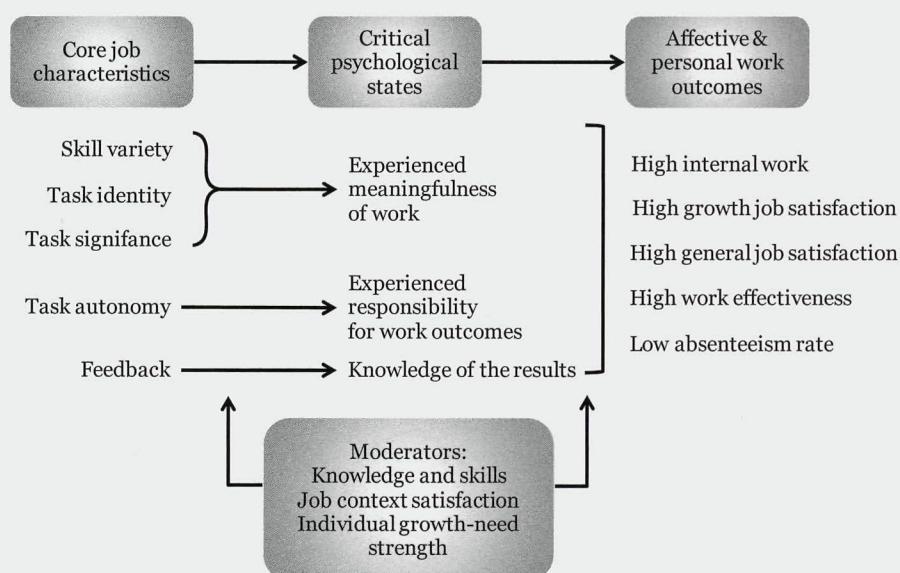 Core job
characteristics
Critical
psychological
states
Affective &
personal work
outcomes
Skill variety
Task identity
Task signifance
Experienced
meaningfulness
of work
Task autonomy
Experienced
responsibility
for work outcomes
Feedback
Knowledge of the results
High internal work
High growth job satisfaction
High general job satisfaction
High work effectiveness
Low absenteeism rate
Moderators:
Knowledge and skills
Job context satisfaction
Individual growth-need
strength